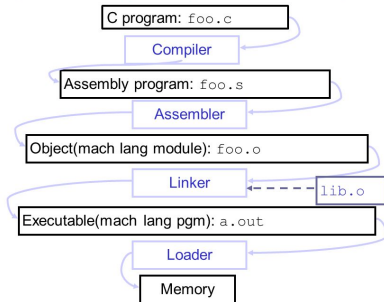 C program: foo.c
Compiler
Assembly program: foo.s
Assembler
Object(mach lang module): foo.o
Linker
lib.o
Executable(mach lang pgm): a.out
Loader
Memory